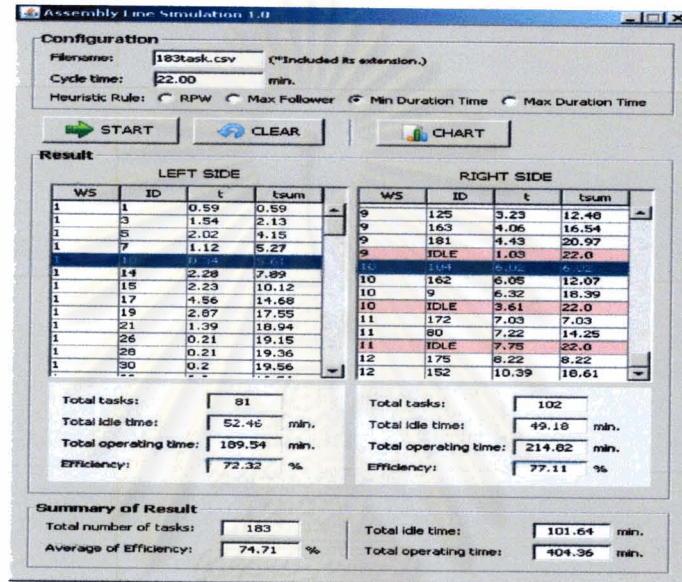 Assembly Line Simulation 1.0
Configuration
Filename: 183task.csv (*Included its extension.)
Cycle time: 22.00 min.
Heuristic Rule: RPW Max Follower Min Duration Time Max Duration Time
START CLEAR CHART
Result
LEFT SIDE
WS ID t tsum
1 1 0.59 0.59
1 3 1.54 2.13
1 5 2.02 4.15
1 7 1.12 5.27
1 10 0.34 5.61
1 14 2.28 7.89
1 15 2.23 10.12
1 17 4.56 14.68
1 19 2.87 17.55
1 21 1.39 18.94
1 26 0.21 19.15
1 28 0.21 19.36
1 30 0.2 19.56
Total tasks: 81
Total idle time: 52.46 min.
Total operating time: 189.54 min.
Efficiency: 72.32 %
RIGHT SIDE
WS ID t tsum
9 125 3.23 12.48
9 163 4.06 16.54
9 181 4.43 20.97
9 IDLE 1.03 22.0
10 104 6.02 6.02
10 162 6.05 12.07
10 9 6.32 18.39
10 IDLE 3.61 22.0
11 172 7.03 7.03
11 80 7.22 14.25
11 IDLE 7.75 22.0
12 175 8.22 8.22
12 152 10.39 18.61
Total tasks: 102
Total idle time: 49.18 min.
Total operating time: 214.82 min.
Efficiency: 77.11 %
Summary of Result
Total number of tasks: 183
Average of Efficiency: 74.71 %
Total idle time: 101.64 min.
Total operating time: 404.36 min.